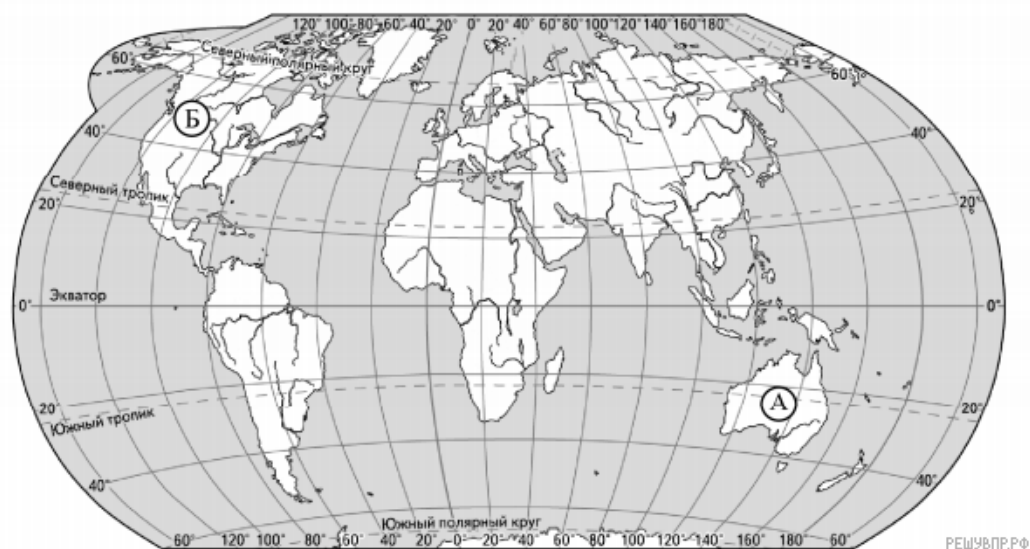 120° 100° 80° 60° 40° 20° 0° 20° 40° 60° 80° 100° 120° 140° 160° 180°
Северный полярный круг
60°
60°
Б
40°
40°
Северный тропик
20°
20°
Экватор
0°
0°
А
20°
20°
Южный тропик
40°
40°
Южный полярный круг
60° 120° 100° 80° 60° 40° 20° 0° 20° 40° 60° 80° 100° 120° 140° 160° 180° 60°
РЕШУВПР.РФ